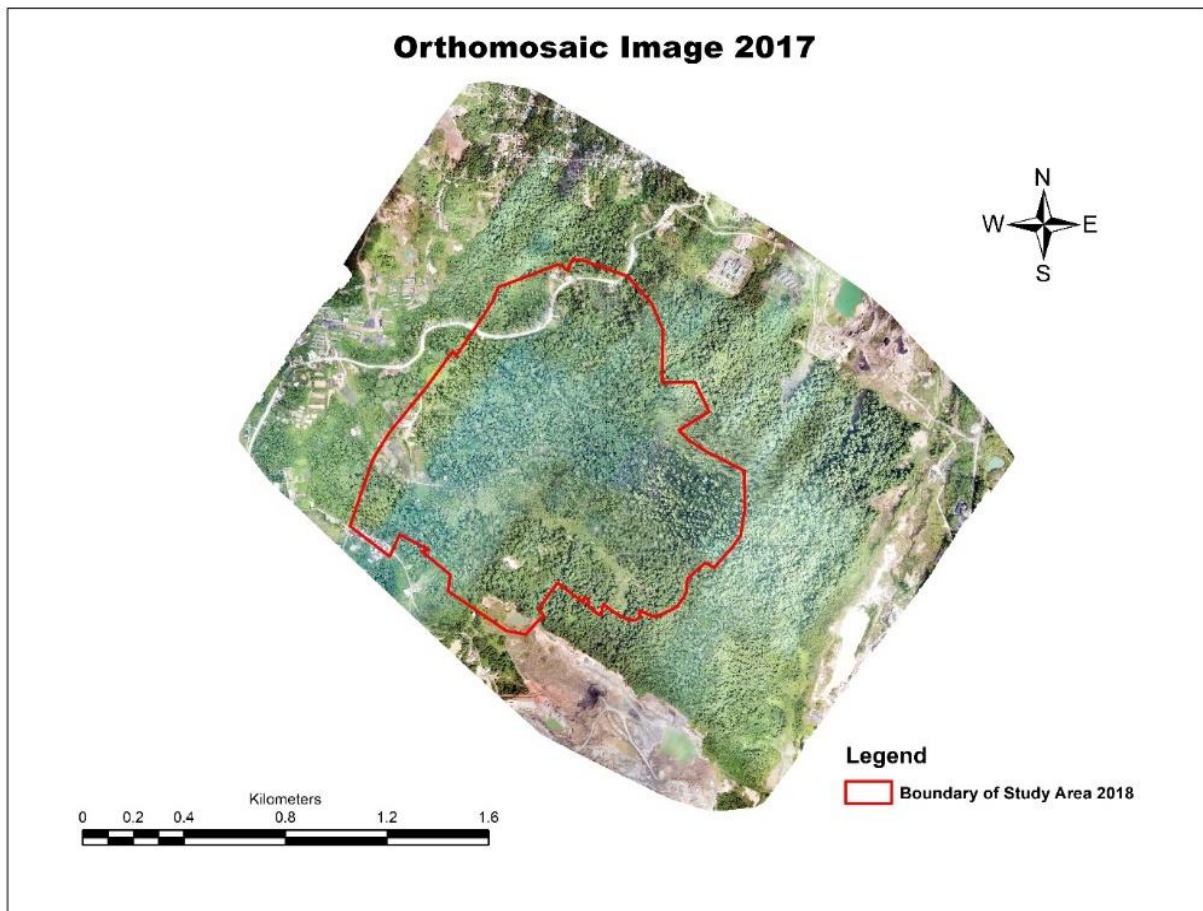 Orthomosaic Image 2017
N
W E
S
Legend
Boundary of Study Area 2018
Kilometers
0 0.2 0.4 0.8 1.2 1.6